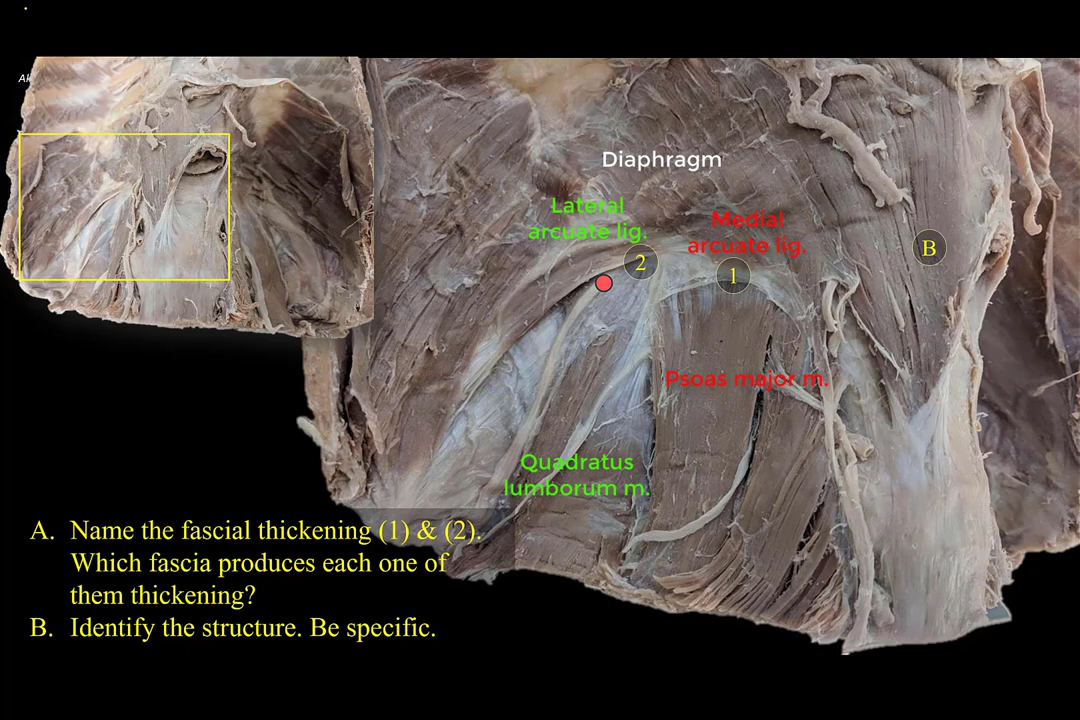 Diaphragm
Lateral
arcuate lig.
Medial
arcuate lig.
2
1
B
Psoas major m.
Quadratus
lumborum m.
A. Name the fascial thickening (1) & (2).
Which fascia produces each one of
them thickening?
B. Identify the structure. Be specific.